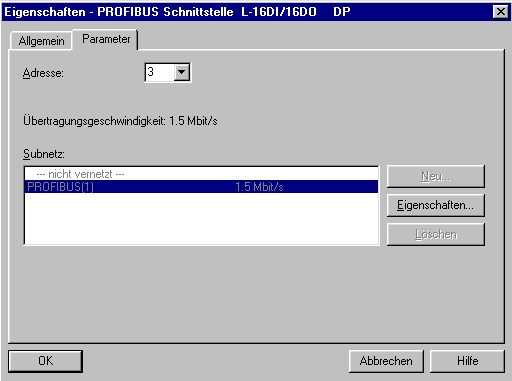 Eigenschaften - PROFIBUS Schnittstelle L-16DI/16DO DP
Allgemein Parameter
Adresse: 3
Übertragungsgeschwindigkeit: 1.5 Mbit/s
Subnetz:
--- nicht vernetzt ---
PROFIBUS(1) 1.5 Mbit/s
Neu...
Eigenschaften...
Löschen
OK Abbrechen Hilfe